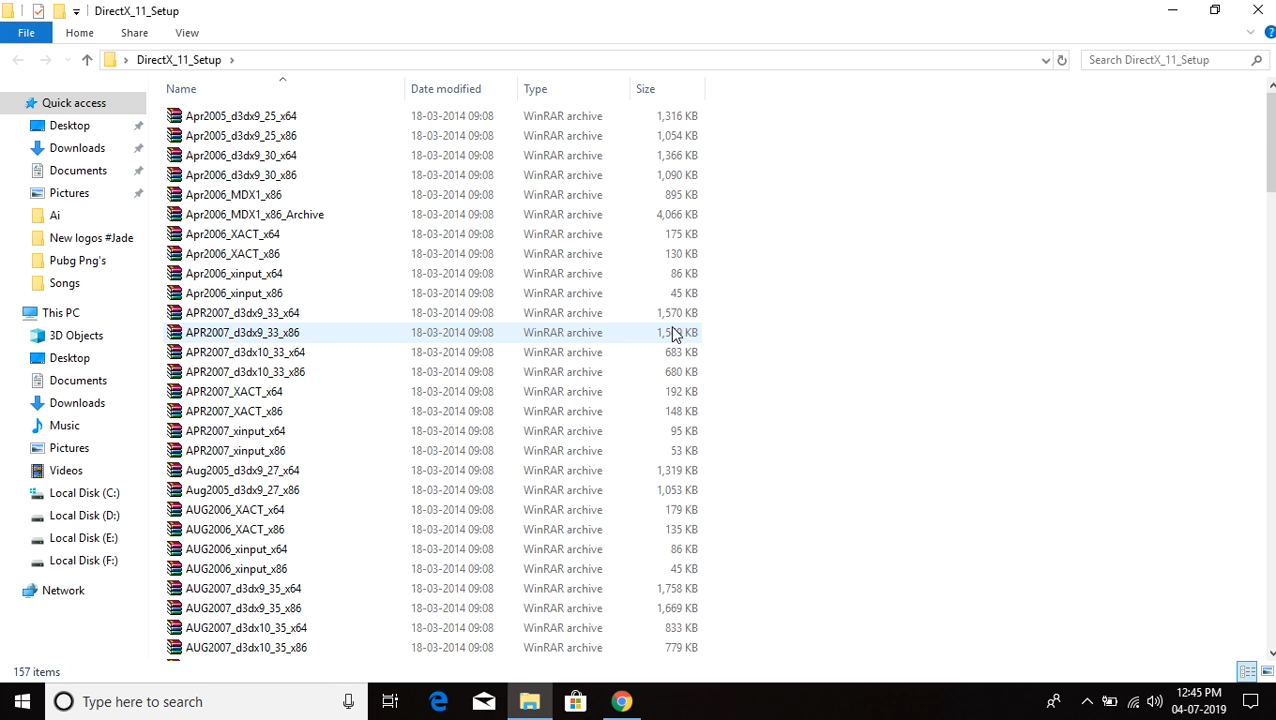 DirectX_11_Setup
File Home Share View
DirectX_11_Setup
Search DirectX_11_Setup
Name Date modified Type Size
Quick access
Desktop
Downloads
Documents
Pictures
Ai
New logos #Jade
Pubg Png's
Songs
This PC
3D Objects
Desktop
Documents
Downloads
Music
Pictures
Videos
Local Disk (C:)
Local Disk (D:)
Local Disk (E:)
Local Disk (F:)
Network
Apr2005_d3dx9_25_x64 18-03-2014 09:08 WinRAR archive 1,316 KB
Apr2005_d3dx9_25_x86 18-03-2014 09:08 WinRAR archive 1,054 KB
Apr2006_d3dx9_30_x64 18-03-2014 09:08 WinRAR archive 1,366 KB
Apr2006_d3dx9_30_x86 18-03-2014 09:08 WinRAR archive 1,090 KB
Apr2006_MDX1_x86 18-03-2014 09:08 WinRAR archive 895 KB
Apr2006_MDX1_x86_Archive 18-03-2014 09:08 WinRAR archive 4,066 KB
Apr2006_XACT_x64 18-03-2014 09:08 WinRAR archive 175 KB
Apr2006_XACT_x86 18-03-2014 09:08 WinRAR archive 130 KB
Apr2006_xinput_x64 18-03-2014 09:08 WinRAR archive 86 KB
Apr2006_xinput_x86 18-03-2014 09:08 WinRAR archive 45 KB
APR2007_d3dx9_33_x64 18-03-2014 09:08 WinRAR archive 1,570 KB
APR2007_d3dx9_33_x86 18-03-2014 09:08 WinRAR archive KB
APR2007_d3dx10_33_x64 18-03-2014 09:08 WinRAR archive 683 KB
APR2007_d3dx10_33_x86 18-03-2014 09:08 WinRAR archive 680 KB
APR2007_XACT_x64 18-03-2014 09:08 WinRAR archive 192 KB
APR2007_XACT_x86 18-03-2014 09:08 WinRAR archive 148 KB
APR2007_xinput_x64 18-03-2014 09:08 WinRAR archive 95 KB
APR2007_xinput_x86 18-03-2014 09:08 WinRAR archive 53 KB
Aug2005_d3dx9_27_x64 18-03-2014 09:08 WinRAR archive 1,319 KB
Aug2005_d3dx9_27_x86 18-03-2014 09:08 WinRAR archive 1,053 KB
AUG2006_XACT_x64 18-03-2014 09:08 WinRAR archive 179 KB
AUG2006_XACT_x86 18-03-2014 09:08 WinRAR archive 135 KB
AUG2006_xinput_x64 18-03-2014 09:08 WinRAR archive 86 KB
AUG2006_xinput_x86 18-03-2014 09:08 WinRAR archive 45 KB
AUG2007_d3dx9_35_x64 18-03-2014 09:08 WinRAR archive 1,758 KB
AUG2007_d3dx9_35_x86 18-03-2014 09:08 WinRAR archive 1,669 KB
AUG2007_d3dx10_35_x64 18-03-2014 09:08 WinRAR archive 833 KB
AUG2007_d3dx10_35_x86 18-03-2014 09:08 WinRAR archive 779 KB
157 items
Type here to search
12:45 PM
04-07-2019